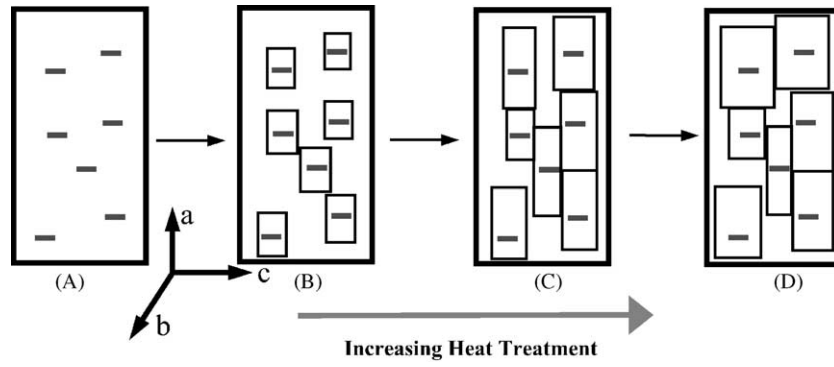 a
c
b
(A)
(B)
(C)
(D)
Increasing Heat Treatment